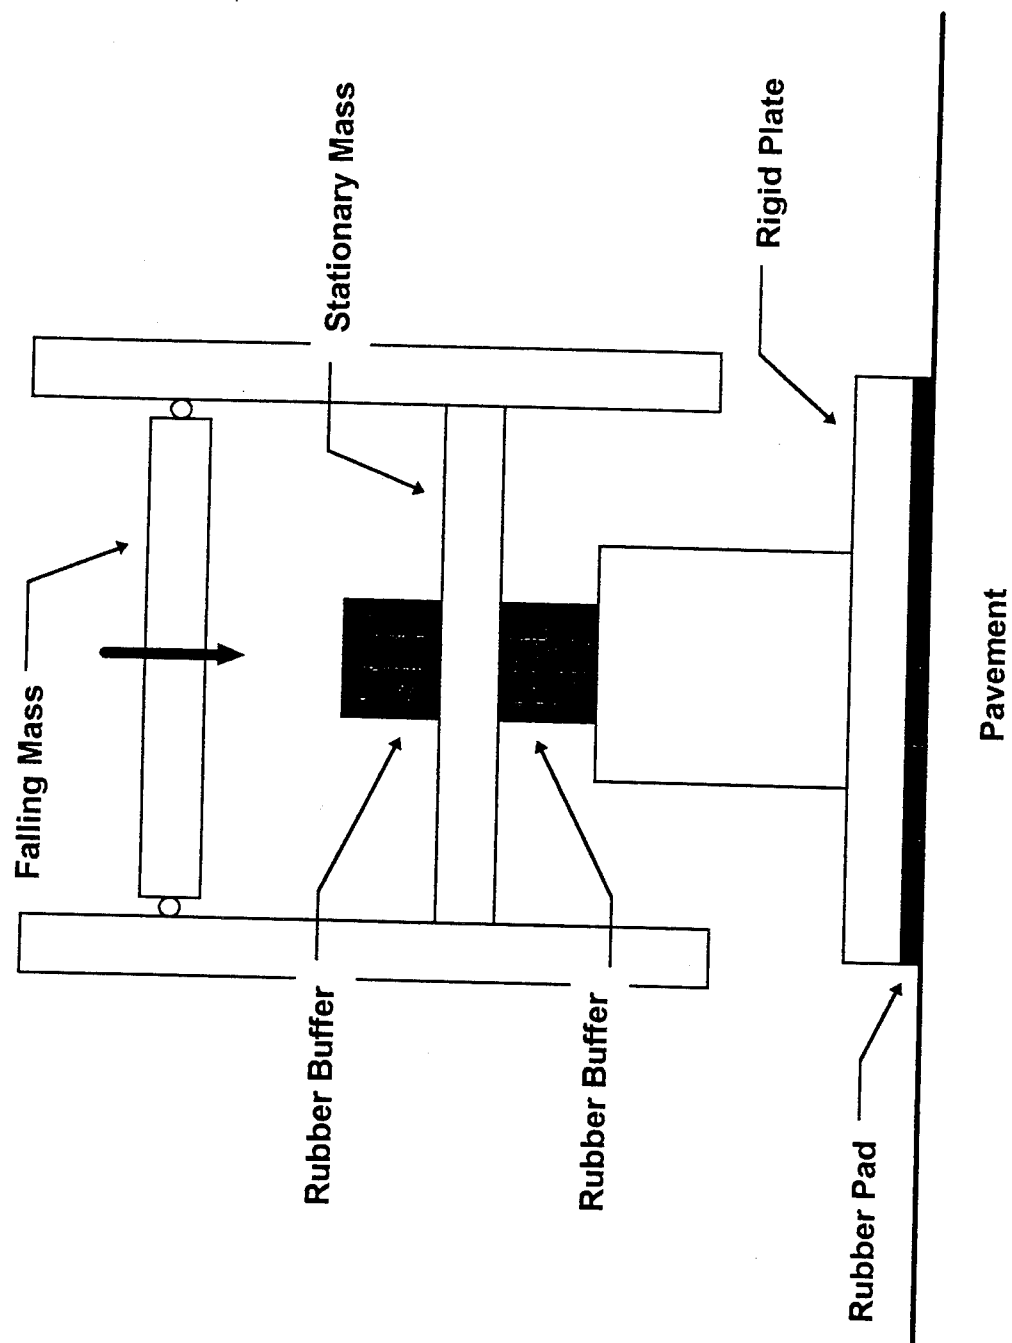 Falling Mass
Stationary Mass
Rubber Buffer
Rubber Buffer
Rigid Plate
Rubber Pad
Pavement